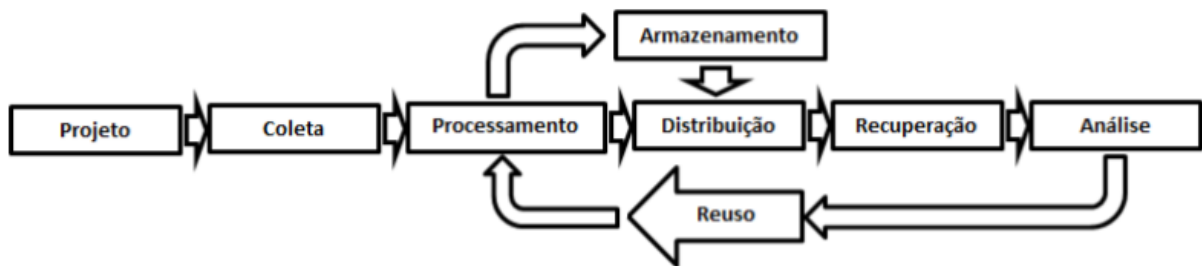 Armazenamento
Projeto
Coleta
Processamento
Distribuição
Recuperação
Análise
Reuso